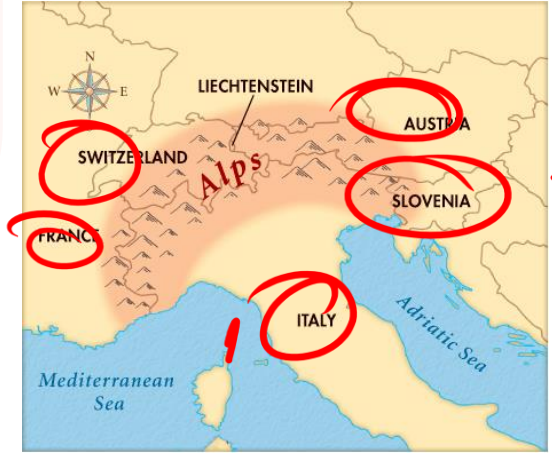 N
W E
S
LIECHTENSTEIN
AUSTRIA
SWITZERLAND
Alps
SLOVENIA
FRANCE
ITALY
Adriatic Sea
Mediterranean
Sea